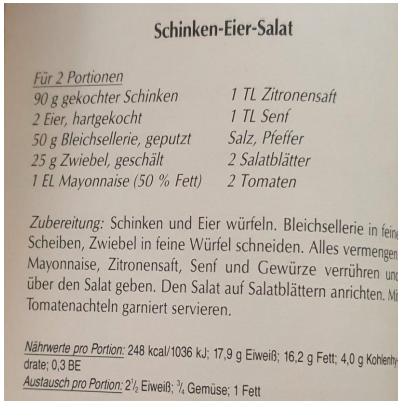 Schinken-Eier-Salat
Für 2 Portionen
90 g gekochter Schinken
2 Eier, hartgekocht
50 g Bleichsellerie, geputzt
25 g Zwiebel, geschält
1 EL Mayonnaise (50 % Fett)
1 TL Zitronensaft
1 TL Senf
Salz, Pfeffer
2 Salatblätter
2 Tomaten
Zubereitung: Schinken und Eier würfeln. Bleichsellerie in feine
Scheiben, Zwiebel in feine Würfel schneiden. Alles vermengen
Mayonnaise, Zitronensaft, Senf und Gewürze verrühren und
über den Salat geben. Den Salat auf Salatblättern anrichten. Mi
Tomatenachteln garniert servieren.
Nährwerte pro Portion: 248 kcal/1036 kJ; 17,9 g Eiweiß; 16,2 g Fett; 4,0 g Kohlenhy
drate; 0,3 BE
Austausch pro Portion: 2½ Eiweiß; ¾ Gemüse; 1 Fett